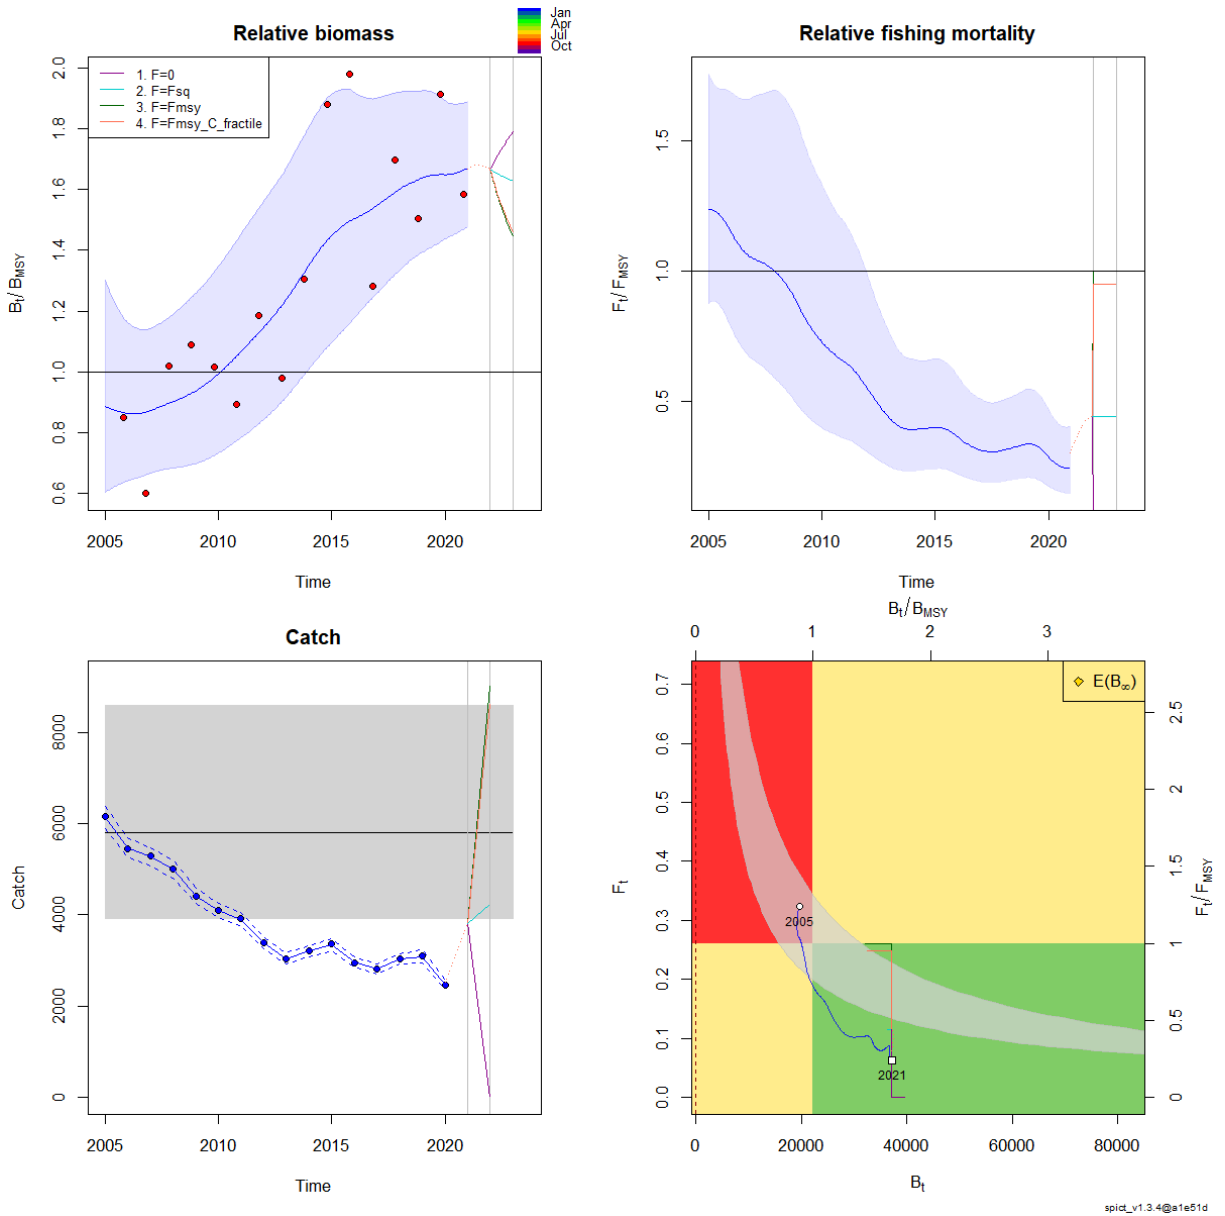 Relative biomass
Jan
Apr
Jul
Oct
1. F=0
2. F=Fsq
3. F=Fmsy
4. F=Fmsy_C_fractile
Bt/BMSY
2.0
1.8
1.6
1.4
1.2
1.0
0.8
0.6
2005 2010 2015 2020
Time
Relative fishing mortality
Ft/FMSY
1.5
1.0
0.5
2005 2010 2015 2020
Time
Catch
Catch
8000
6000
4000
2000
0
2005 2010 2015 2020
Time
Bt/BMSY
0 1 2 3
E(B∞)
Ft
0.7
0.6
0.5
0.4
0.3
0.2
0.1
0.0
2005
2021
2.5
2
1.5
1
0.5
0
Ft/FMSY
0 20000 40000 60000 80000
Bt
spict_v1.3.4@a1e51d